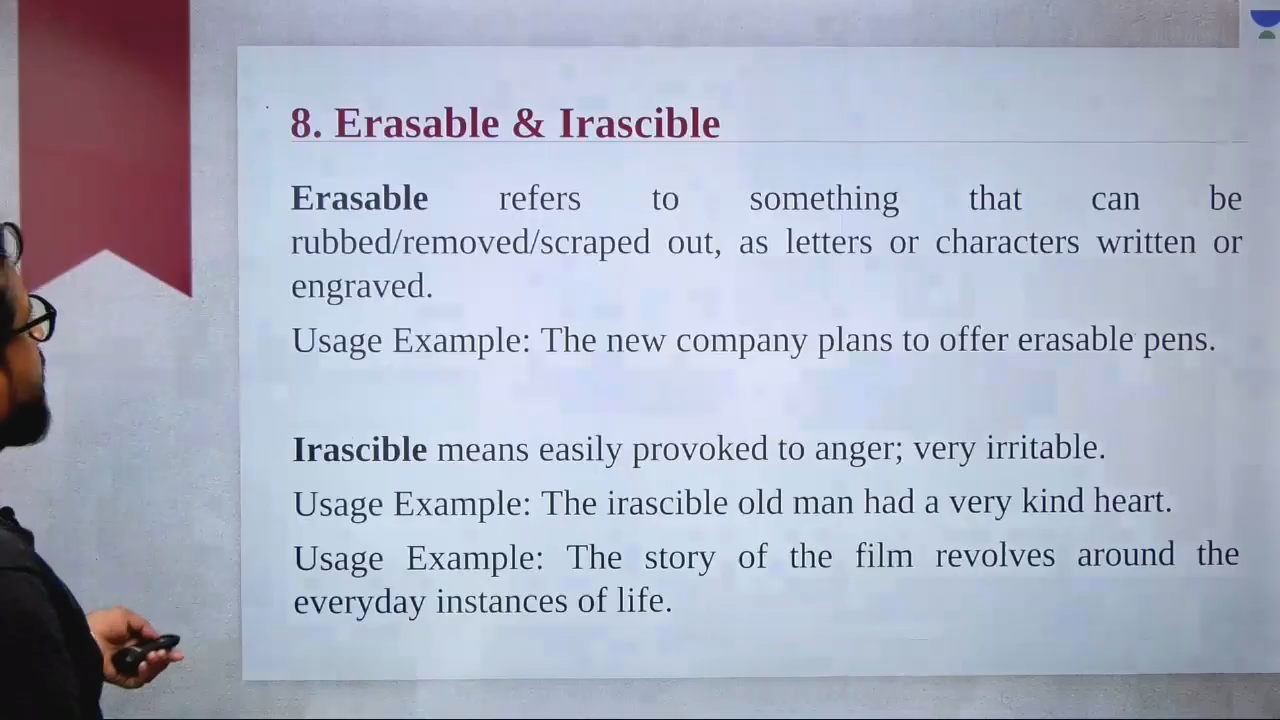 8. Erasable & Irascible
Erasable refers to something that can be
rubbed/removed/scraped out, as letters or characters written or
engraved.
Usage Example: The new company plans to offer erasable pens.
Irascible means easily provoked to anger; very irritable.
Usage Example: The irascible old man had a very kind heart.
Usage Example: The story of the film revolves around the
everyday instances of life.